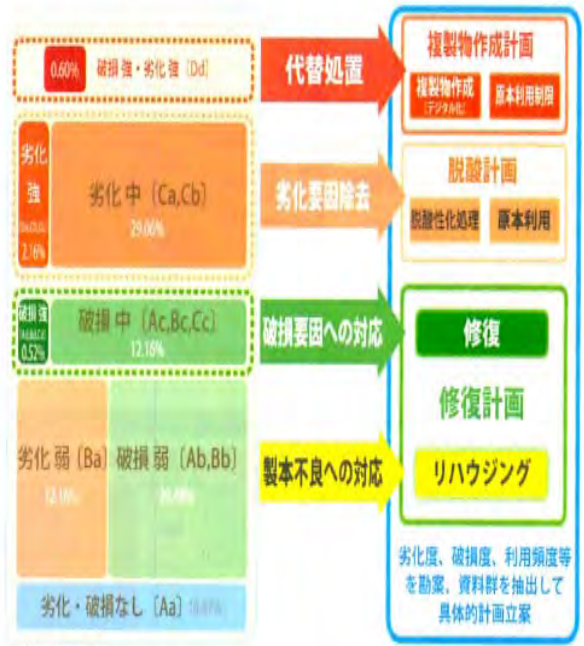 0.60% 破損 強・劣化 強〔Dd〕
劣化
強
2.16%
劣化 中〔Ca,Cb〕
29.06%
破損 強
0.52%
破損 中〔Ac,Bc,Cc〕
12.16%
劣化 弱〔Ba〕
12.16%
破損 弱〔Ab,Bb〕
劣化・破損なし〔Aa〕
代替処置
劣化要因除去
破損要因への対応
製本不良への対応
複製物作成計画
複製物作成
〔デジタル化〕
原本利用制限
脱酸計画
脱酸性化処理
原本利用
修復
修復計画
リハウジング
劣化度、破損度、利用頻度等
を勘案、資料群を抽出して
具体的計画立案